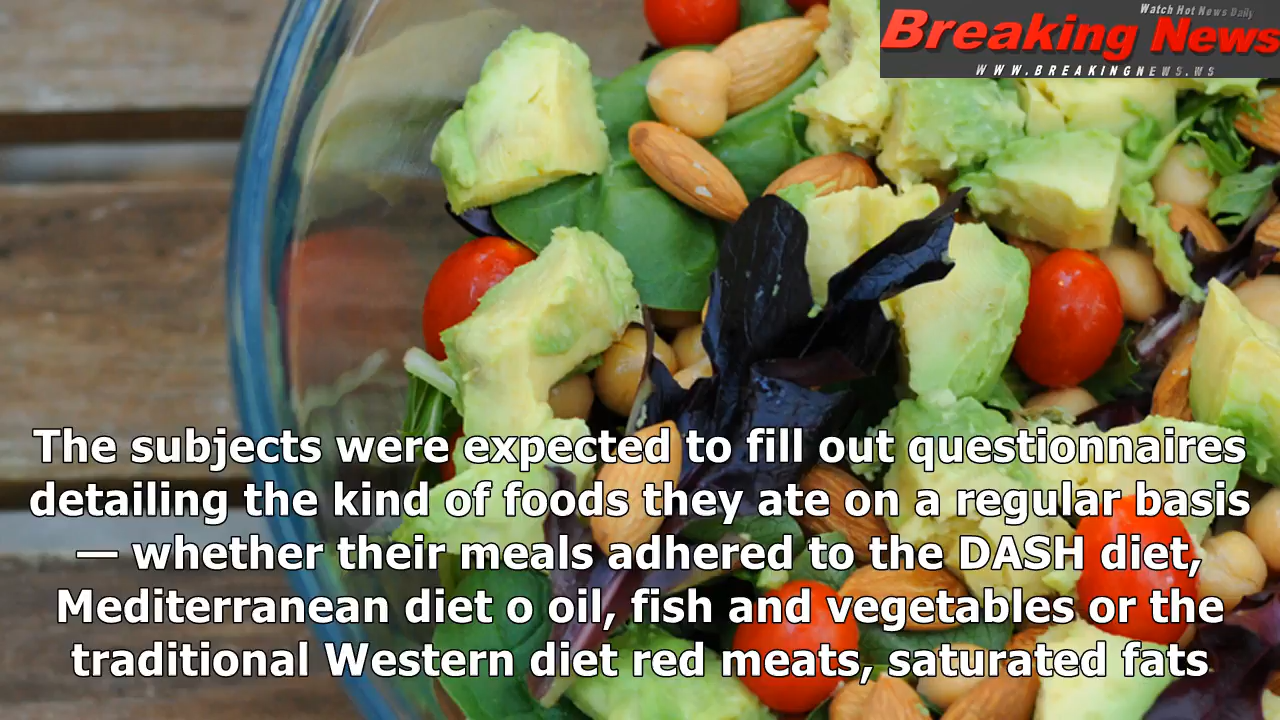 Watch Hot News Daily
Breaking News
WWW.BREAKINGNEWS.WS
The subjects were expected to fill out questionnaires
detailing the kind of foods they ate on a regular basis
— whether their meals adhered to the DASH diet,
Mediterranean diet o oil, fish and vegetables or the
traditional Western diet red meats, saturated fats